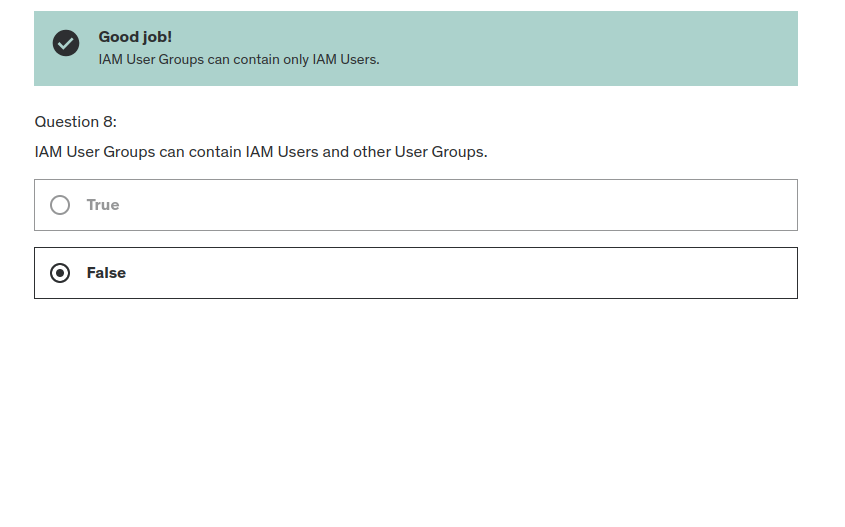 Good job!
IAM User Groups can contain only IAM Users.
Question 8:
IAM User Groups can contain IAM Users and other User Groups.
True
False